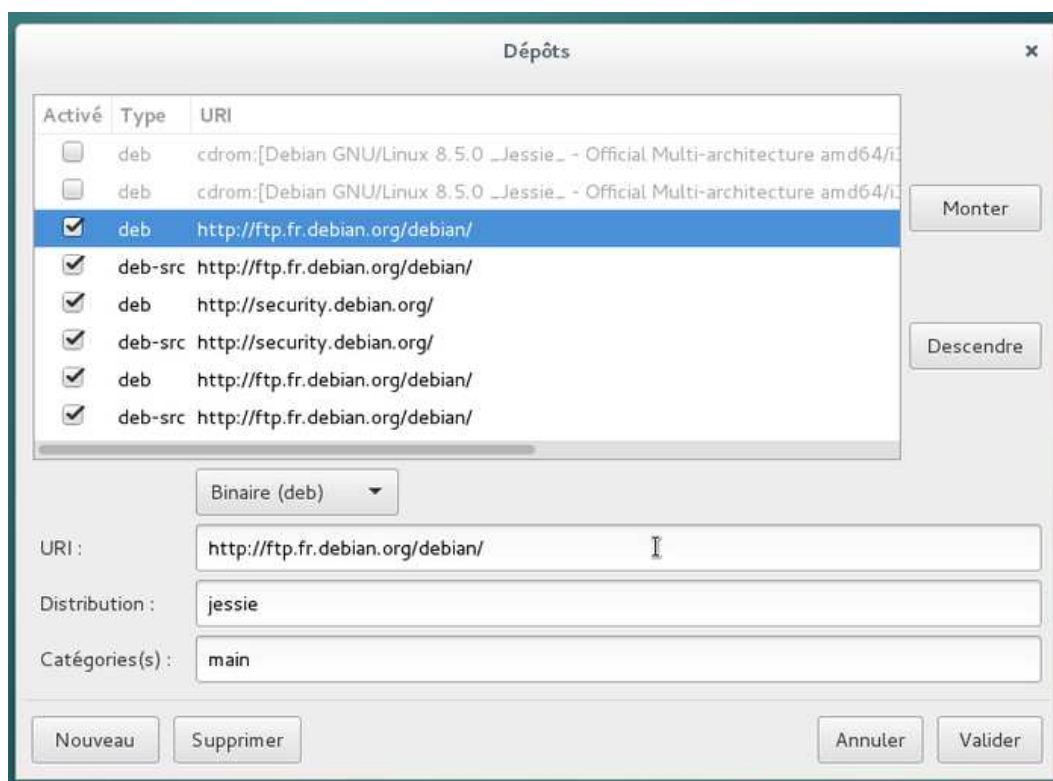 Dépôts
Activé Type URI
deb cdrom:[Debian GNU/Linux 8.5.0 _Jessie_ - Official Multi-architecture amd64/i3
deb cdrom:[Debian GNU/Linux 8.5.0 _Jessie_ - Official Multi-architecture amd64/i3
deb http://ftp.fr.debian.org/debian/
deb-src http://ftp.fr.debian.org/debian/
deb http://security.debian.org/
deb-src http://security.debian.org/
deb http://ftp.fr.debian.org/debian/
deb-src http://ftp.fr.debian.org/debian/
Monter
Descendre
Binaire (deb)
URI : http://ftp.fr.debian.org/debian/
Distribution : jessie
Catégories(s) : main
Nouveau Supprimer Annuler Valider